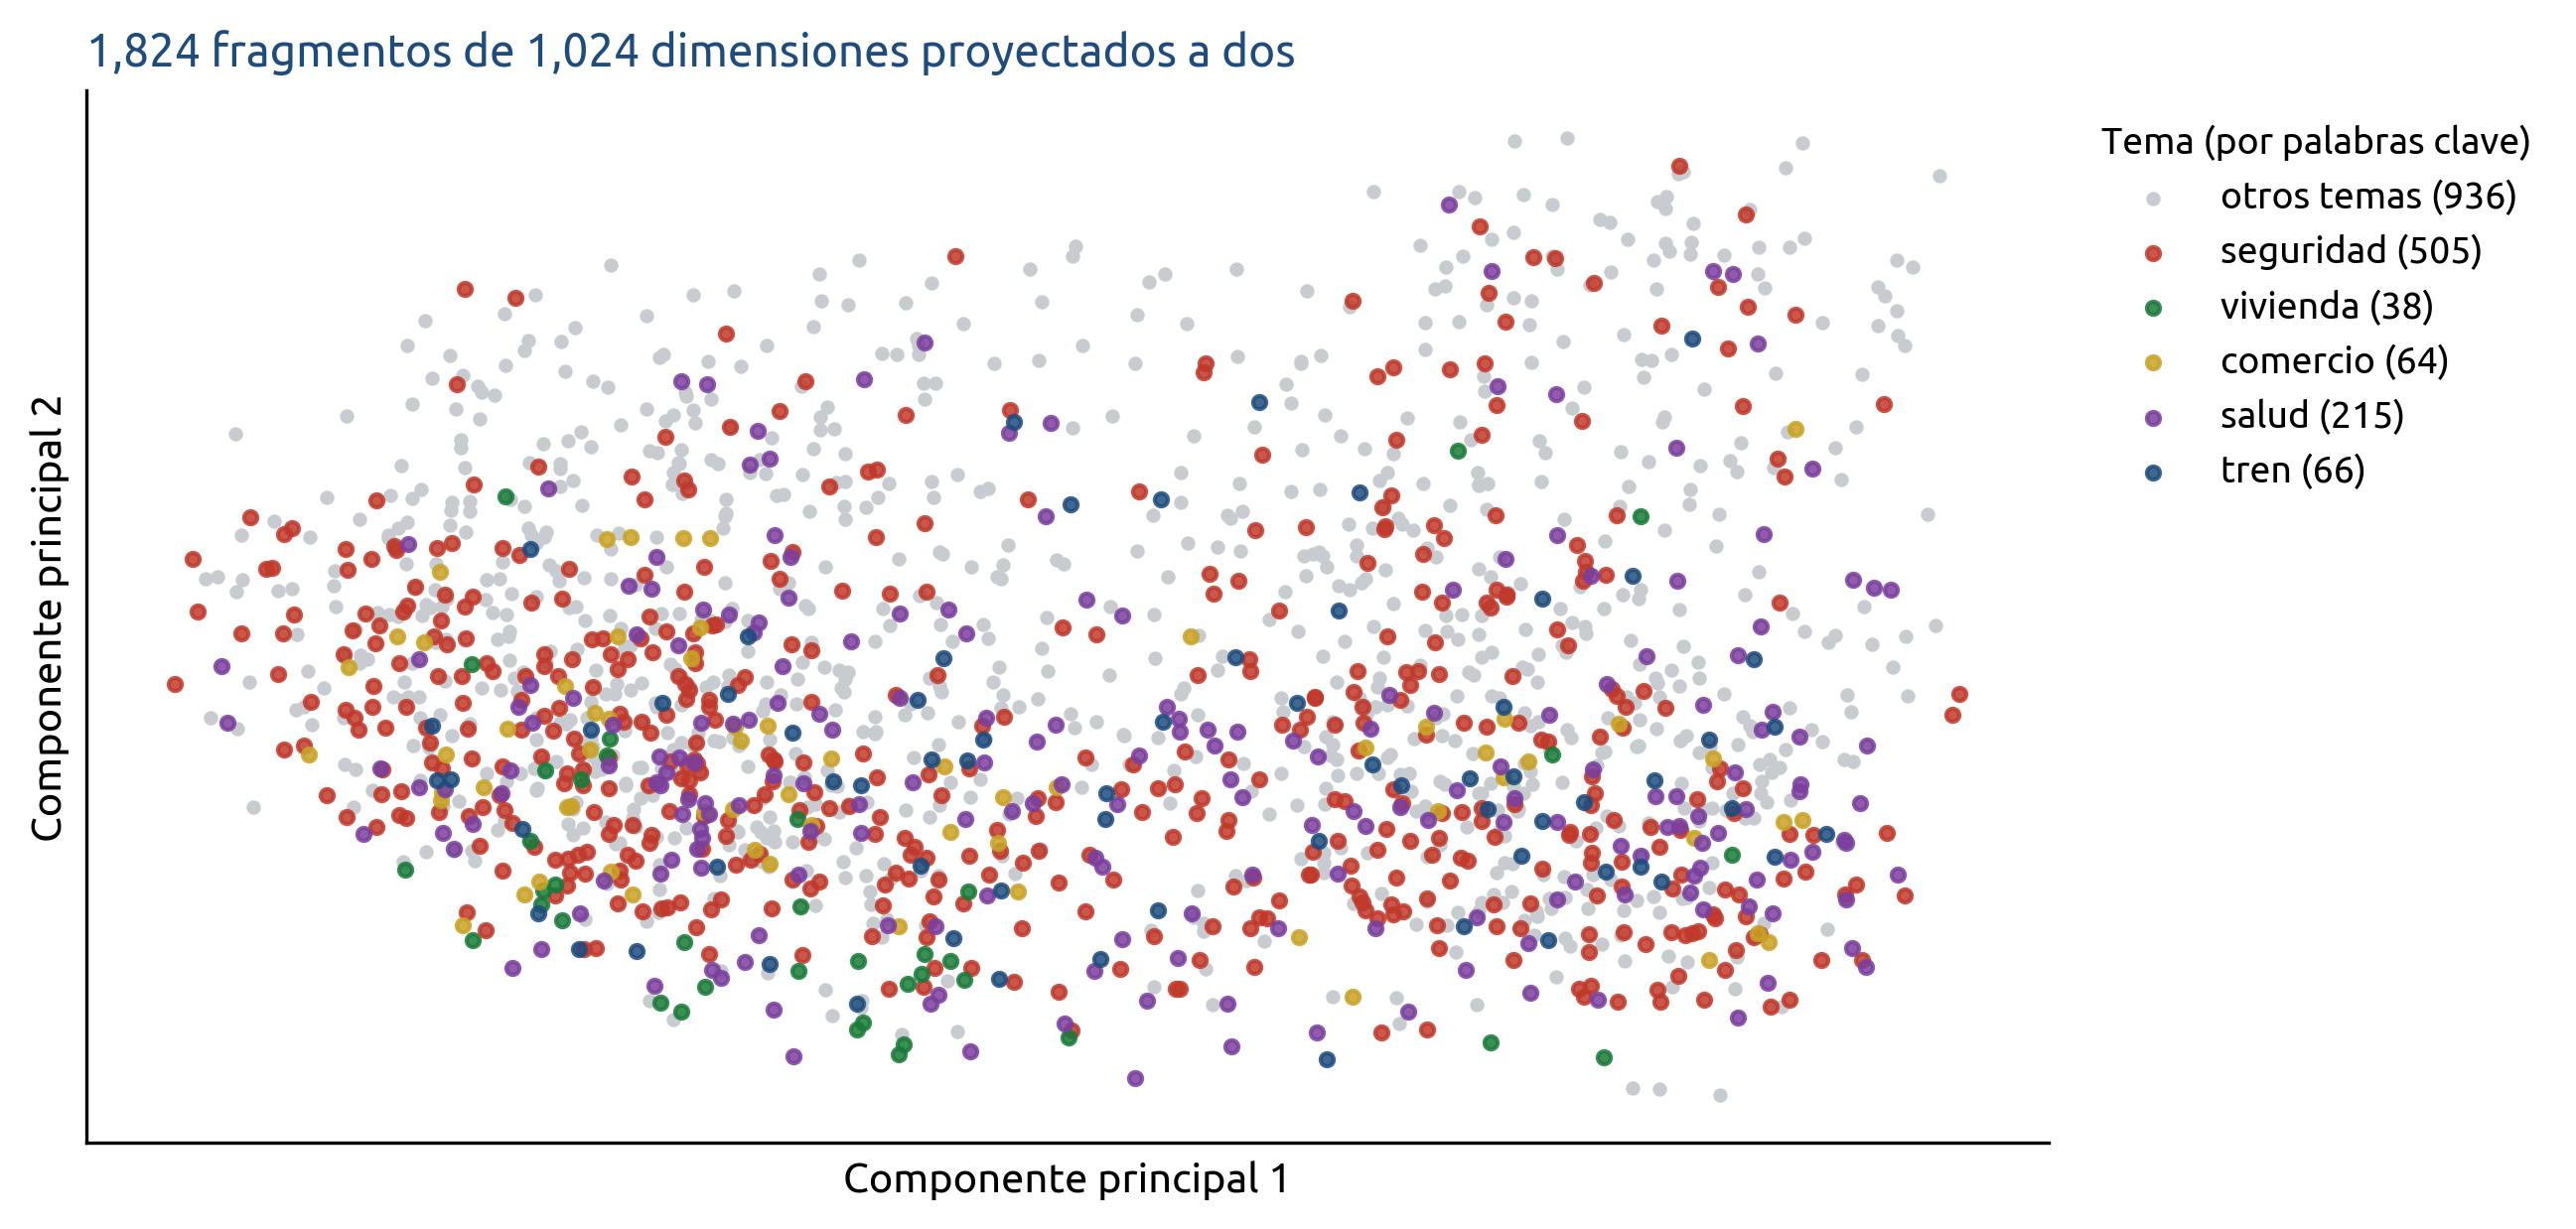 1,824 fragmentos de 1,024 dimensiones proyectados a dos
Componente principal 2
Componente principal 1
Tema (por palabras clave)
otros temas (936)
seguridad (505)
vivienda (38)
comercio (64)
salud (215)
tren (66)